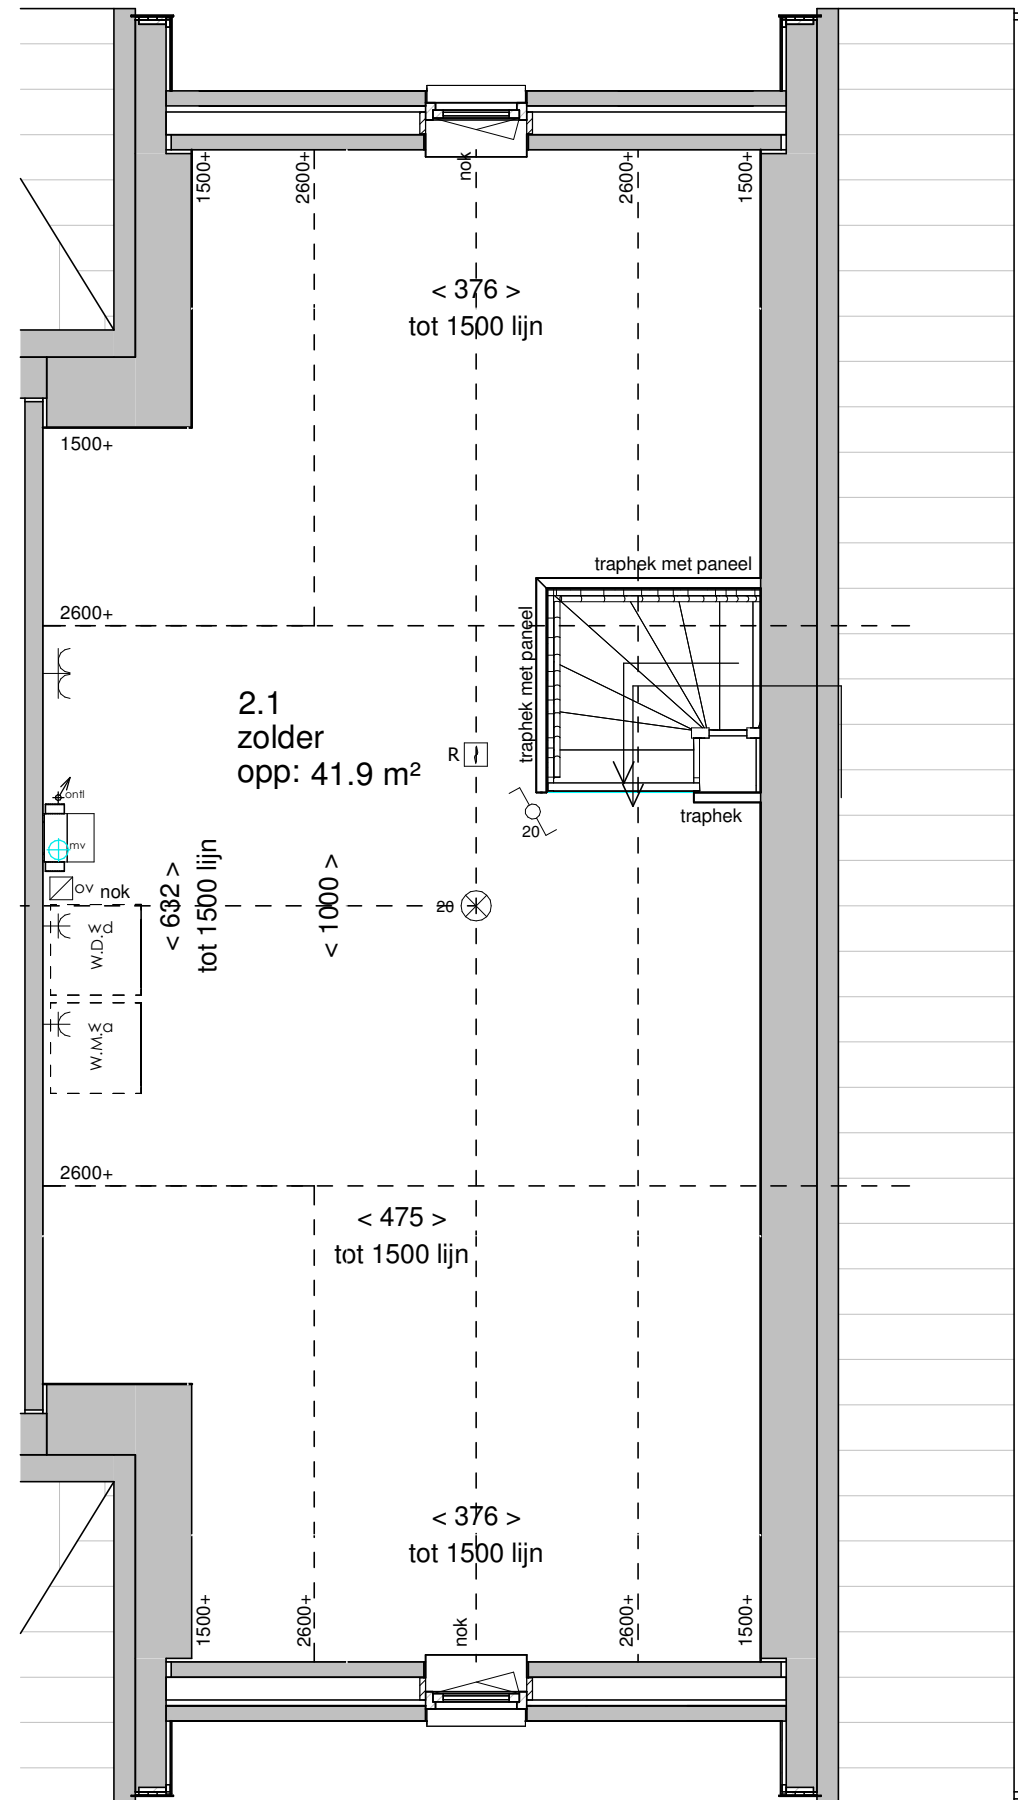 1500+
2600+
nok
2600+
1500+
< 376 >
tot 1500 lijn
1500+
traphek met paneel
2600+
traphek met paneel
2.1
zolder
opp: 41.9 m²
R
ontl
mv
traphek
20
ov
nok
< 632 >
tot 1500 lijn
< 1000 >
20
wd
W.D.
wa
W.M.
2600+
< 475 >
tot 1500 lijn
< 376 >
tot 1500 lijn
1500+
2600+
nok
2600+
1500+